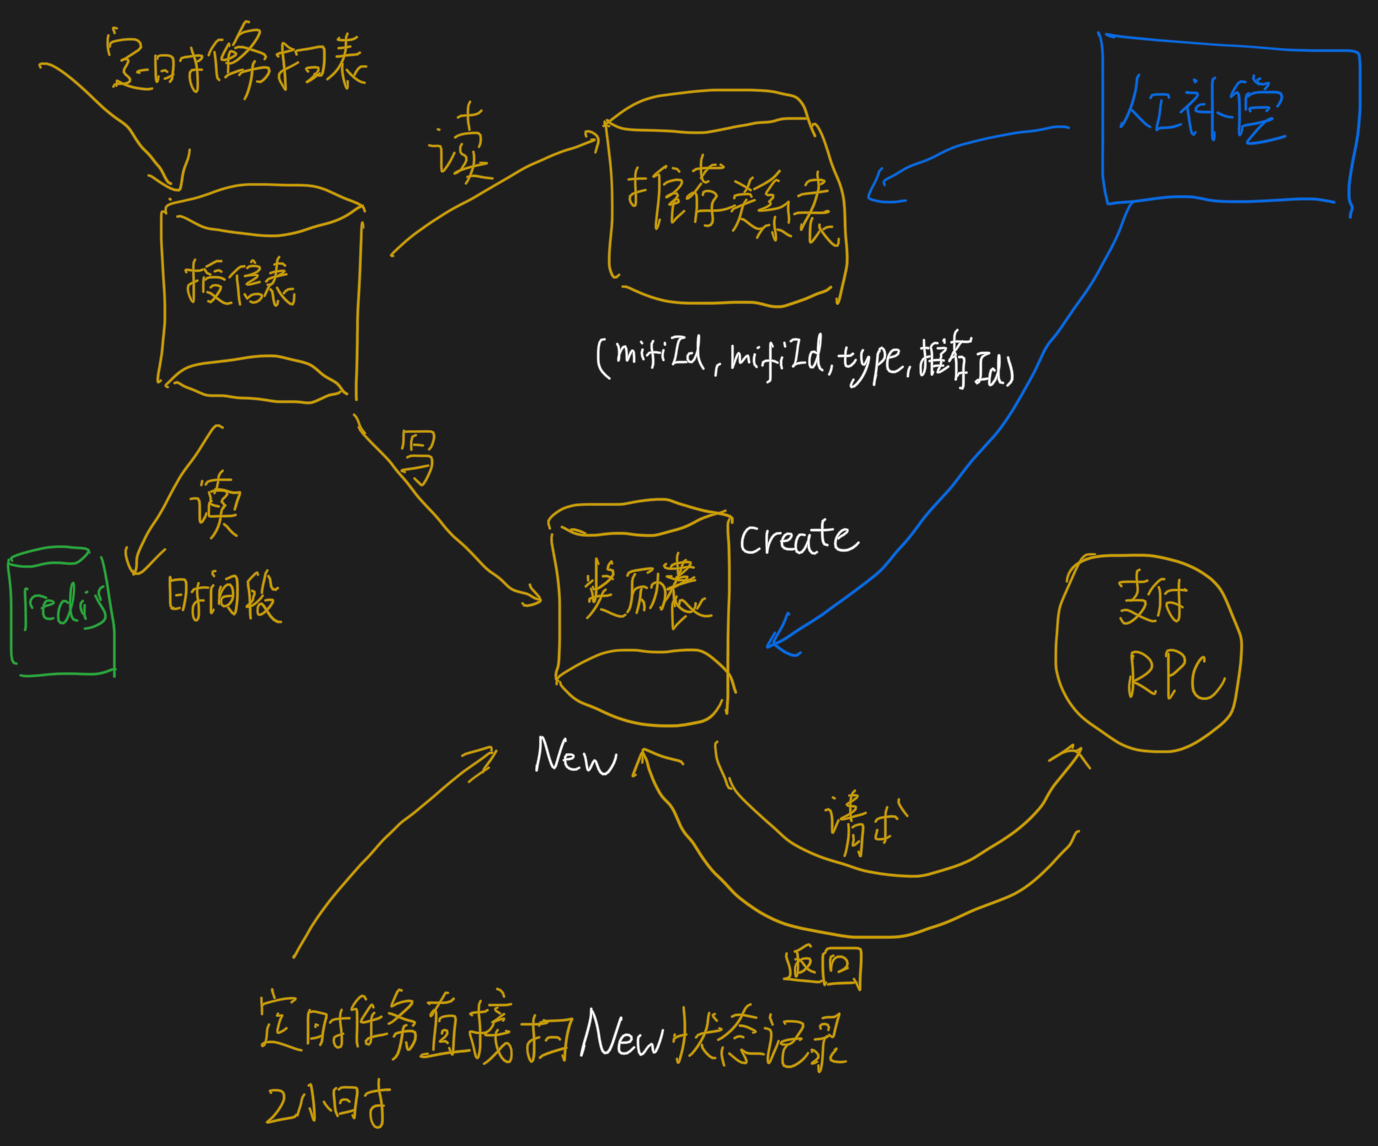 定时任务扫表
读
推荐关系表
人工补偿
授信表
(mifiId, mifiId, type, 推荐Id)
写
读
时间段
redis
奖励表
create
支付
RPC
New
请求
返回
定时任务直接扫New状态记录
2小时